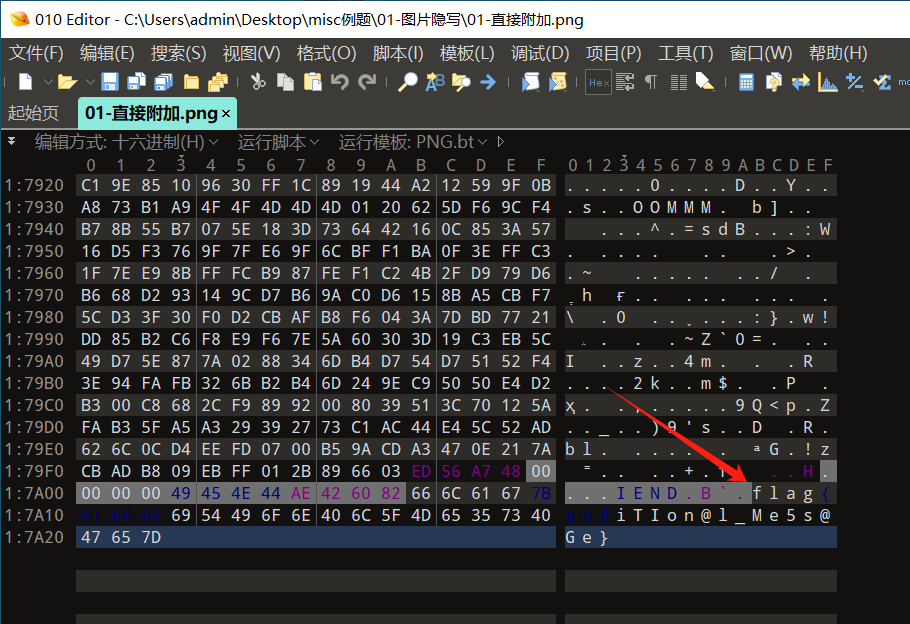 010 Editor - C:\Users\admin\Desktop\misc例题\01-图片隐写\01-直接附加.png
文件(F) 编辑(E) 搜索(S) 视图(V) 格式(O) 脚本(I) 模板(L) 调试(D) 项目(P) 工具(T) 窗口(W) 帮助(H)
Hex
起始页 01-直接附加.png ×
编辑方式: 十六进制(H) 运行脚本 运行模板: PNG.bt
0 1 2 3 4 5 6 7 8 9 A B C D E F 0123456789ABCDEF
1:7920 C1 9E 85 10 96 30 FF 1C 89 19 44 A2 12 59 9F 0B .....0....D..Y..
1:7930 A8 73 B1 A9 4F 4F 4D 4D 4D 01 20 62 5D F6 9C F4 .s..OOMMM. b]..
1:7940 B7 8B 55 B7 07 5E 18 3D 73 64 42 16 0C 85 3A 57 ...^.=sdB...:W
1:7950 16 D5 F3 76 9F 7F E6 9F 6C BF F1 BA 0F 3E FF C3 .>.
1:7960 1F 7E E9 8B FF FC B9 87 FE F1 C2 4B 2F D9 79 D6 .~ /
1:7970 B6 68 D2 93 14 9C D7 B6 9A C0 D6 15 8B A5 CB F7 h
1:7980 5C D3 3F 30 F0 D2 CB AF B8 F6 04 3A 7D BD 77 21 \ .0 :}.w!
1:7990 DD 85 B2 C6 F8 E9 F6 7E 5A 60 30 3D 19 C3 EB 5C .~Z`0=. .
1:79A0 49 D7 5E 87 7A 02 88 34 6D B4 D7 54 D7 51 52 F4 I ..z..4m R
1:79B0 3E 94 FA FB 32 6B B2 B4 6D 24 9E C9 50 50 E4 D2 2k..m$. .P .
1:79C0 B3 00 C8 68 2C F9 89 92 00 80 39 51 3C 70 12 5A 9Q<p.Z
1:79D0 FA B3 5F A5 A3 29 39 27 73 C1 AC 44 E4 5C 52 AD .._..)9's..D .R.
1:79E0 62 6C 0C D4 EE FD 07 00 B5 9A CD A3 47 0E 21 7A bl. G.!z
1:79F0 CB AD B8 09 EB FF 01 2B 89 66 03 ED 56 A7 48 00 + f ..H.
1:7A00 00 00 00 49 45 4E 44 AE 42 60 82 66 6C 61 67 7B ...IEND.B`.flag{
1:7A10 61 64 64 69 54 49 6F 6E 40 6C 5F 4D 65 35 73 40 addiTIon@l_Me5s@
1:7A20 47 65 7D Ge}